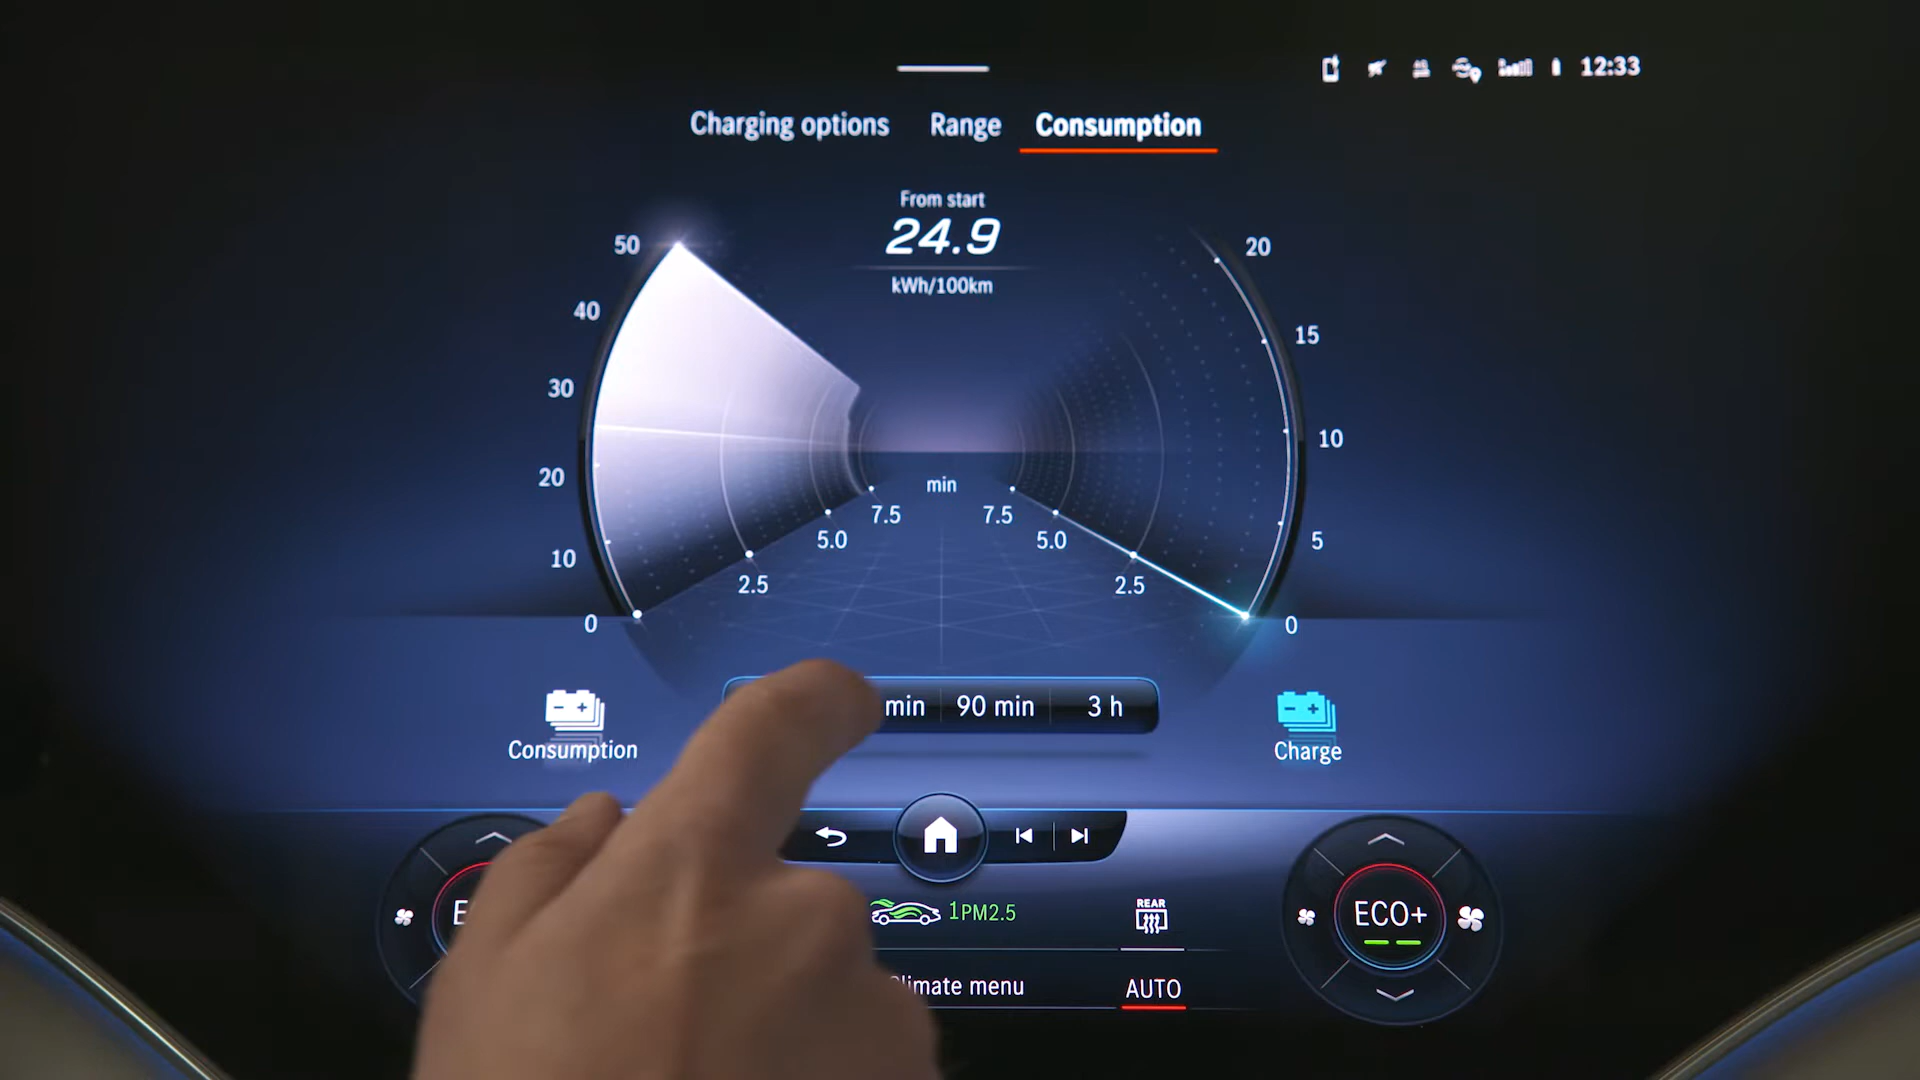 12:33
Charging options Range Consumption
From start
24.9
kWh/100km
50
40
30
20
10
0
20
15
10
5
0
min
7.5 7.5
5.0 5.0
2.5 2.5
min 90 min 3 h
Consumption
Charge
1PM2.5
REAR
ECO+
Climate menu
AUTO